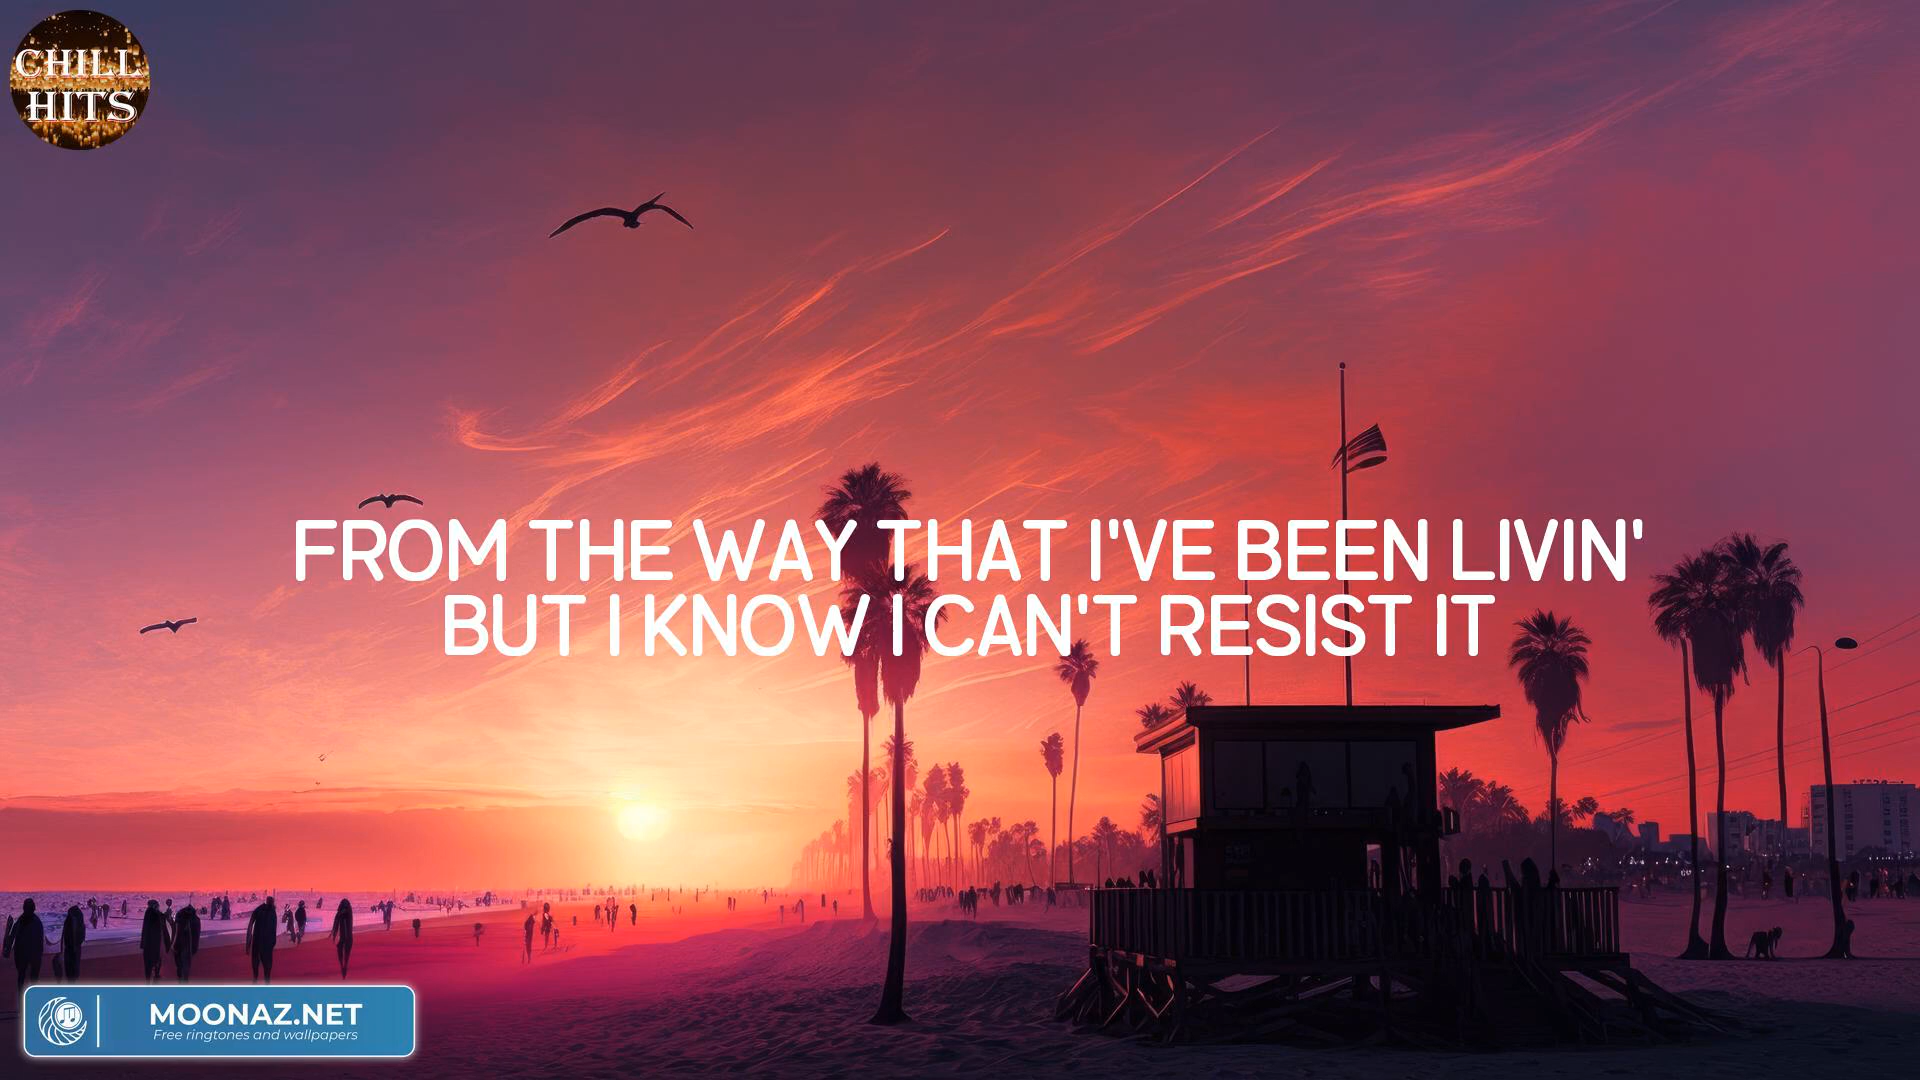 CHILL
HITS
FROM THE WAY THAT I'VE BEEN LIVIN'
BUT I KNOW I CAN'T RESIST IT
MOONAZ.NET
Free ringtones and wallpapers